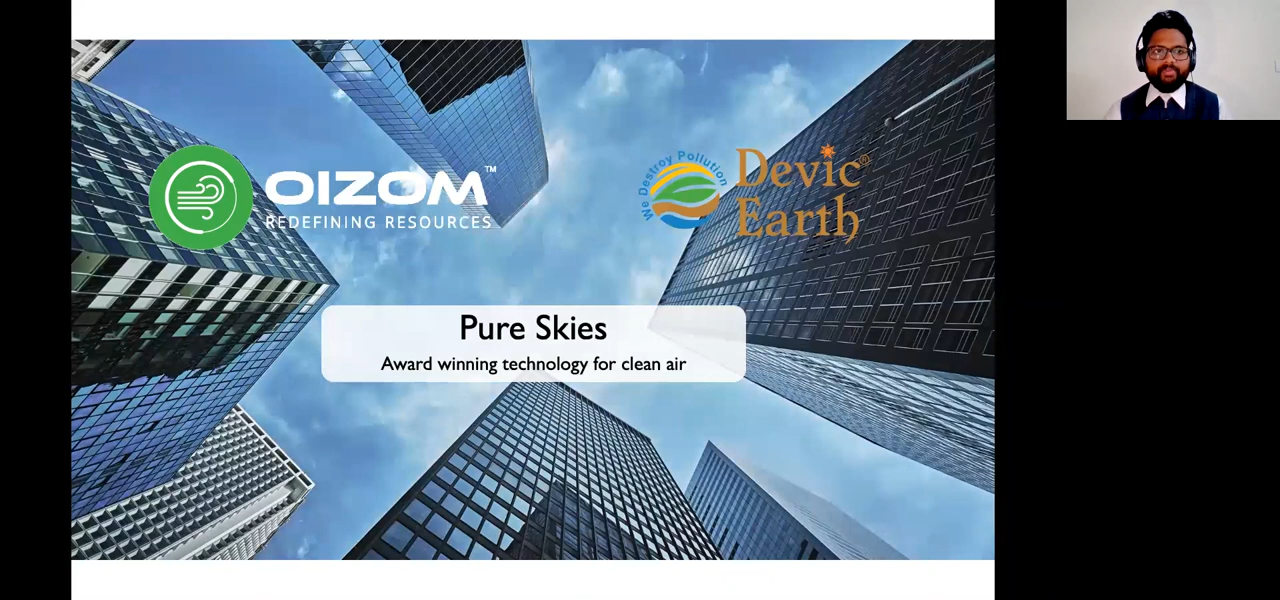 OIZOM™
REDEFINING RESOURCES
We Destroy Pollution
Devic®
Earth
Pure Skies
Award winning technology for clean air